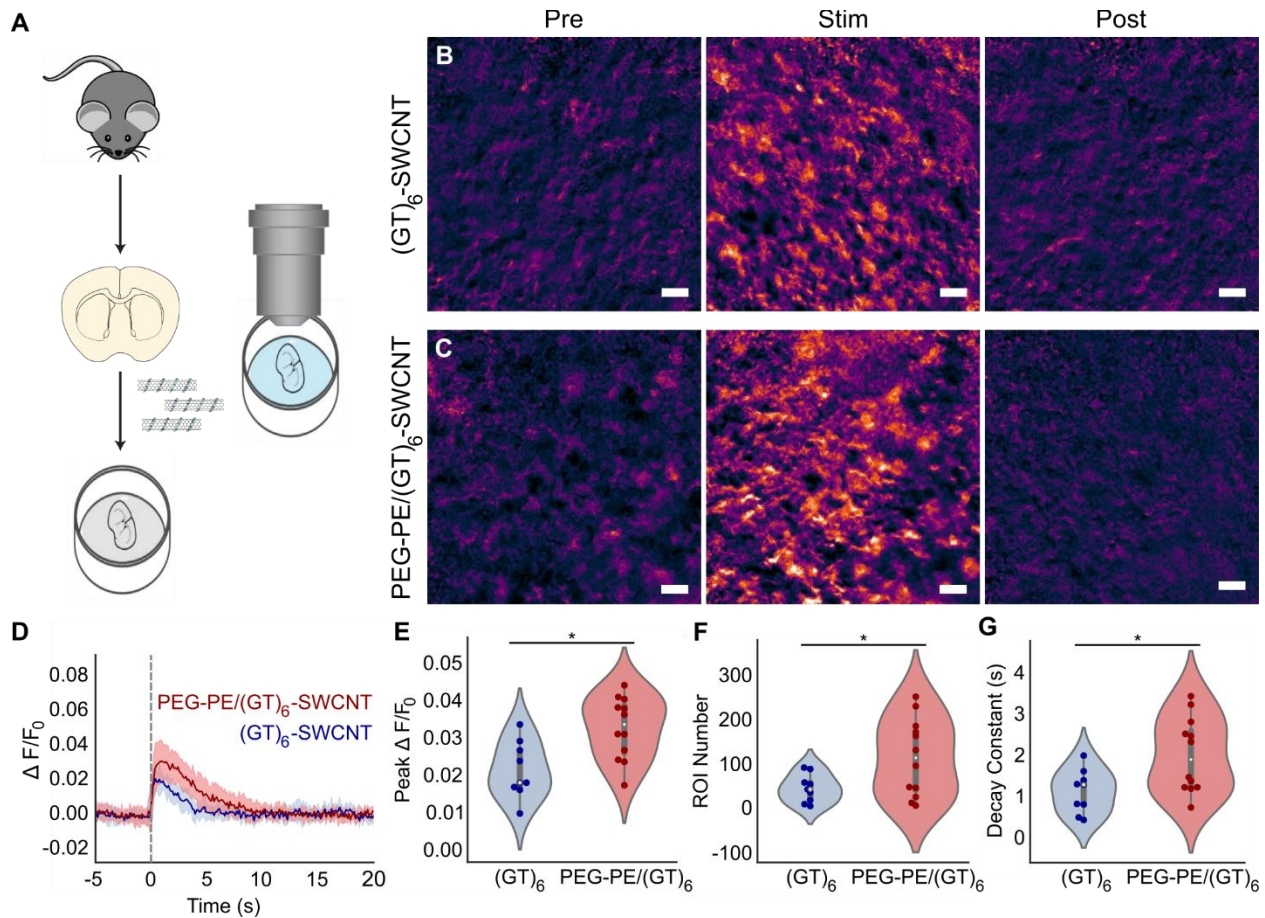 A
Pre
Stim
Post
B
(GT)6-SWCNT
C
PEG-PE/(GT)6-SWCNT
D
0.08
0.06
0.04
0.02
0.00
-0.02
Δ F/F0
PEG-PE/(GT)6-SWCNT
(GT)6-SWCNT
-5
0
5
10
15
20
Time (s)
E
*
0.05
0.04
0.03
0.02
0.01
0.00
Peak Δ F/F0
(GT)6
PEG-PE/(GT)6
F
*
300
200
100
0
-100
ROI Number
(GT)6
PEG-PE/(GT)6
G
*
4
3
2
1
0
Decay Constant (s)
(GT)6
PEG-PE/(GT)6